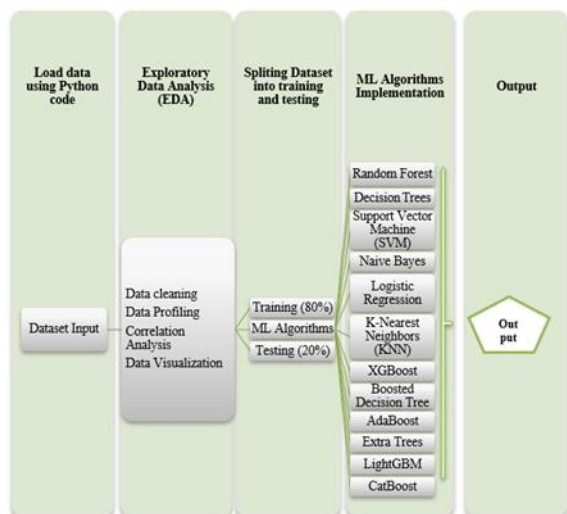 Load data
using Python
code
Exploratory
Data Analysis
(EDA)
Spliting Dataset
into training
and testing
ML Algorithms
Implementation
Output
Dataset Input
Data cleaning
Data Profiling
Correlation
Analysis
Data Visualization
Training (80%)
ML Algorithms
Testing (20%)
Random Forest
Decision Trees
Support Vector
Machine
(SVM)
Naive Bayes
Logistic
Regression
K-Nearest
Neighbors
(KNN)
XGBoost
Boosted
Decision Tree
AdaBoost
Extra Trees
LightGBM
CatBoost
Out
put